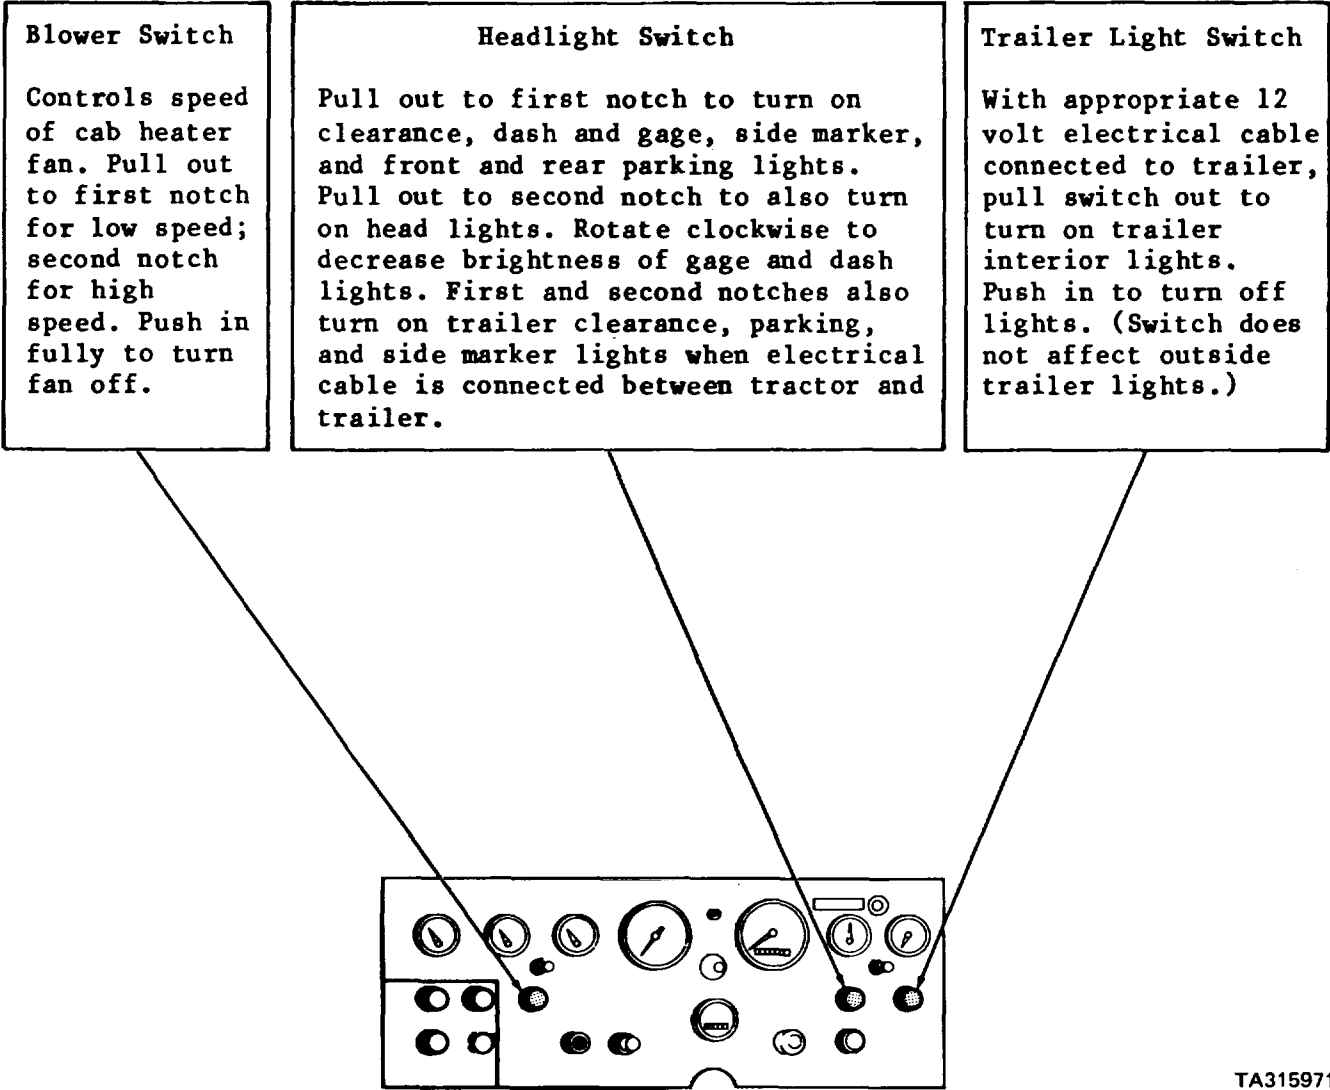 Blower Switch
Controls speed
of cab heater
fan. Pull out
to first notch
for low speed;
second notch
for high
speed. Push in
fully to turn
fan off.
Headlight Switch
Pull out to first notch to turn on
clearance, dash and gage, side marker,
and front and rear parking lights.
Pull out to second notch to also turn
on head lights. Rotate clockwise to
decrease brightness of gage and dash
lights. First and second notches also
turn on trailer clearance, parking,
and side marker lights when electrical
cable is connected between tractor and
trailer.
Trailer Light Switch
With appropriate 12
volt electrical cable
connected to trailer,
pull switch out to
turn on trailer
interior lights.
Push in to turn off
lights. (Switch does
not affect outside
trailer lights.)
TA315971